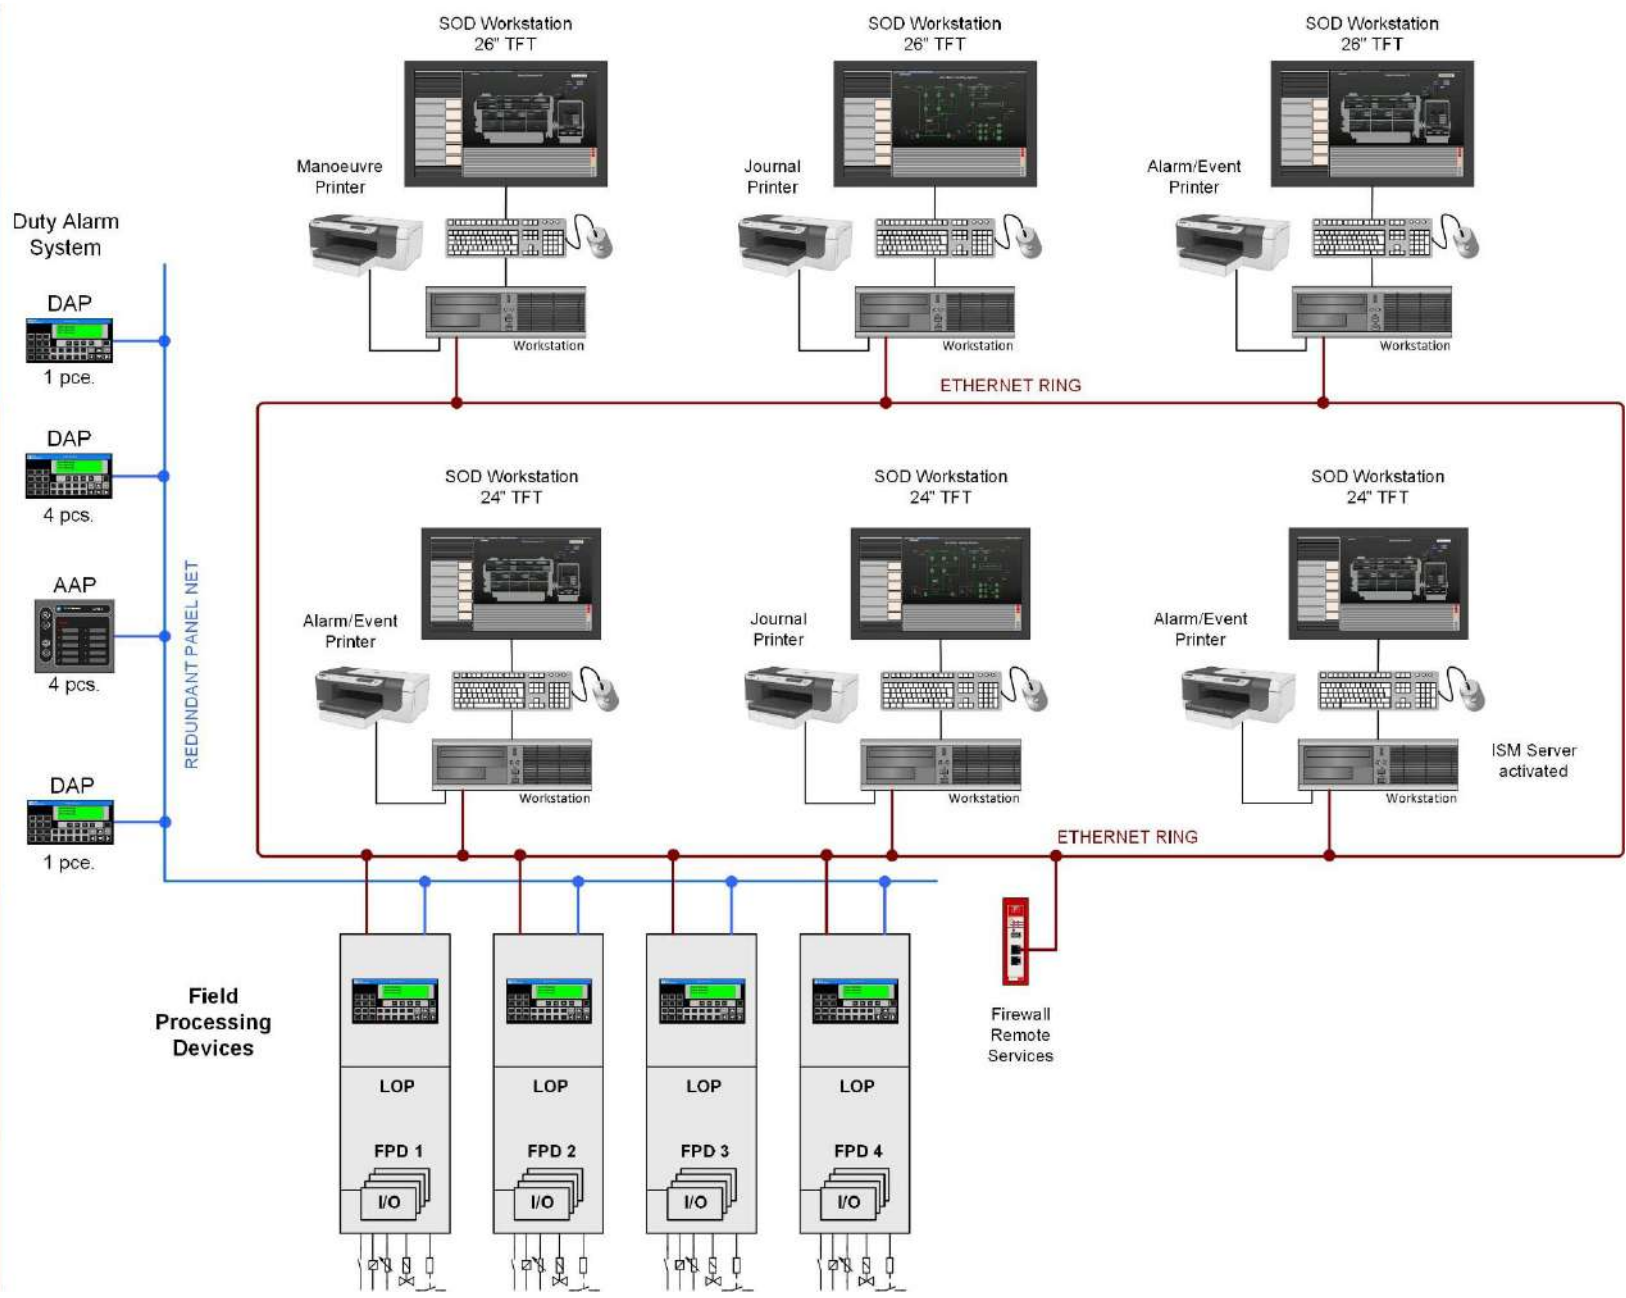 SOD Workstation
26" TFT
SOD Workstation
26" TFT
SOD Workstation
26" TFT
Manoeuvre
Printer
Journal
Printer
Alarm/Event
Printer
Workstation
Workstation
Workstation
Duty Alarm
System
DAP
1 pce.
DAP
4 pcs.
AAP
4 pcs.
DAP
1 pce.
REDUNDANT PANEL NET
ETHERNET RING
SOD Workstation
24" TFT
SOD Workstation
24" TFT
SOD Workstation
24" TFT
Alarm/Event
Printer
Journal
Printer
Alarm/Event
Printer
Workstation
Workstation
Workstation
ISM Server
activated
ETHERNET RING
Field
Processing
Devices
LOP
FPD 1
I/O
LOP
FPD 2
I/O
LOP
FPD 3
I/O
LOP
FPD 4
I/O
Firewall
Remote
Services